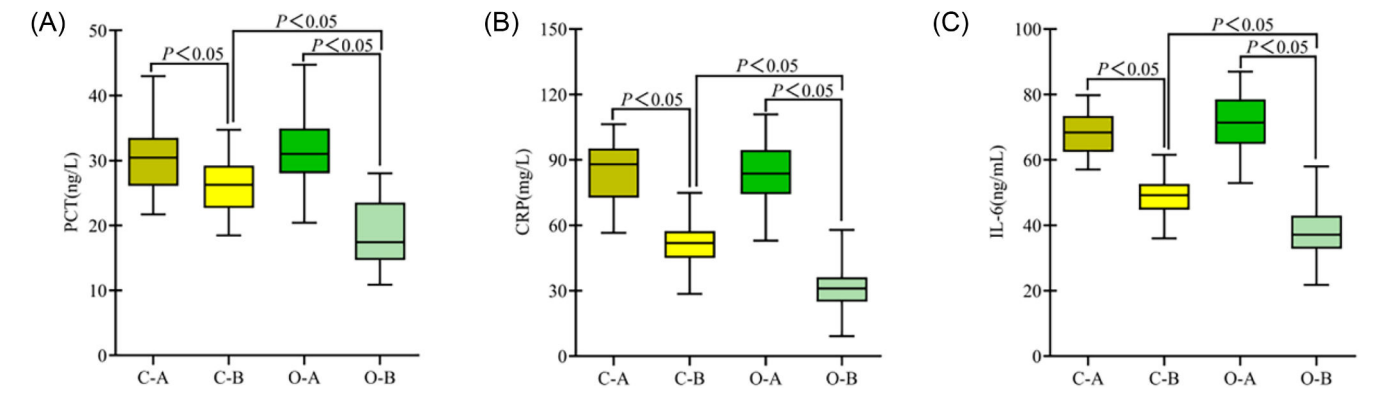 (A)
P<0.05
P<0.05
P<0.05
PCT(ng/L)
50
40
30
20
10
0
C-A C-B O-A O-B
(B)
P<0.05
P<0.05
P<0.05
CRP(mg/L)
150
120
90
60
30
0
C-A C-B O-A O-B
(C)
P<0.05
P<0.05
P<0.05
IL-6(ng/mL)
100
80
60
40
20
0
C-A C-B O-A O-B